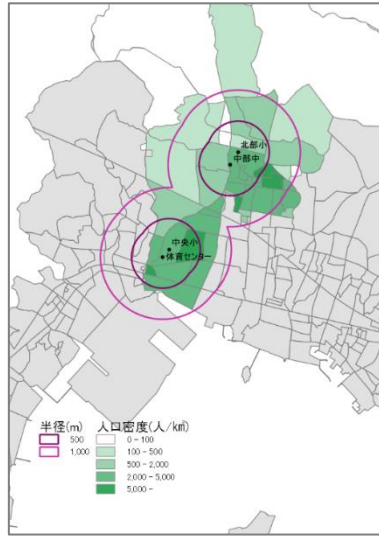 北部小
中部中
中央小
体育センター
半径(m)
500
1,000
人口密度(人/k㎡)
0 - 100
100 - 500
500 - 2,000
2,000 - 5,000
5,000 -